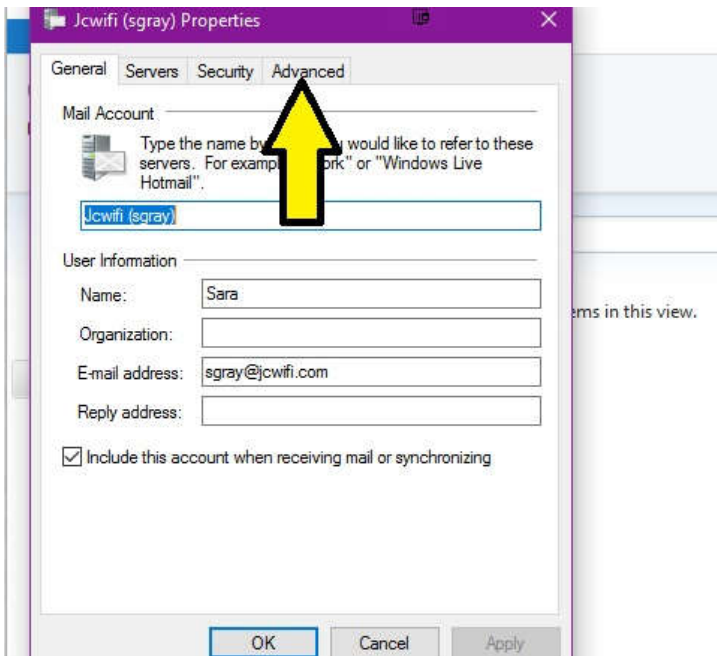 Jcwifi (sgray) Properties
General Servers Security Advanced
Mail Account
Type the name by would like to refer to these
servers. For examp ork" or "Windows Live
Hotmail".
Jcwifi (sgray)
User Information
Name: Sara
Organization:
E-mail address: sgray@jcwifi.com
Reply address:
Include this account when receiving mail or synchronizing
ems in this view.
OK Cancel Apply